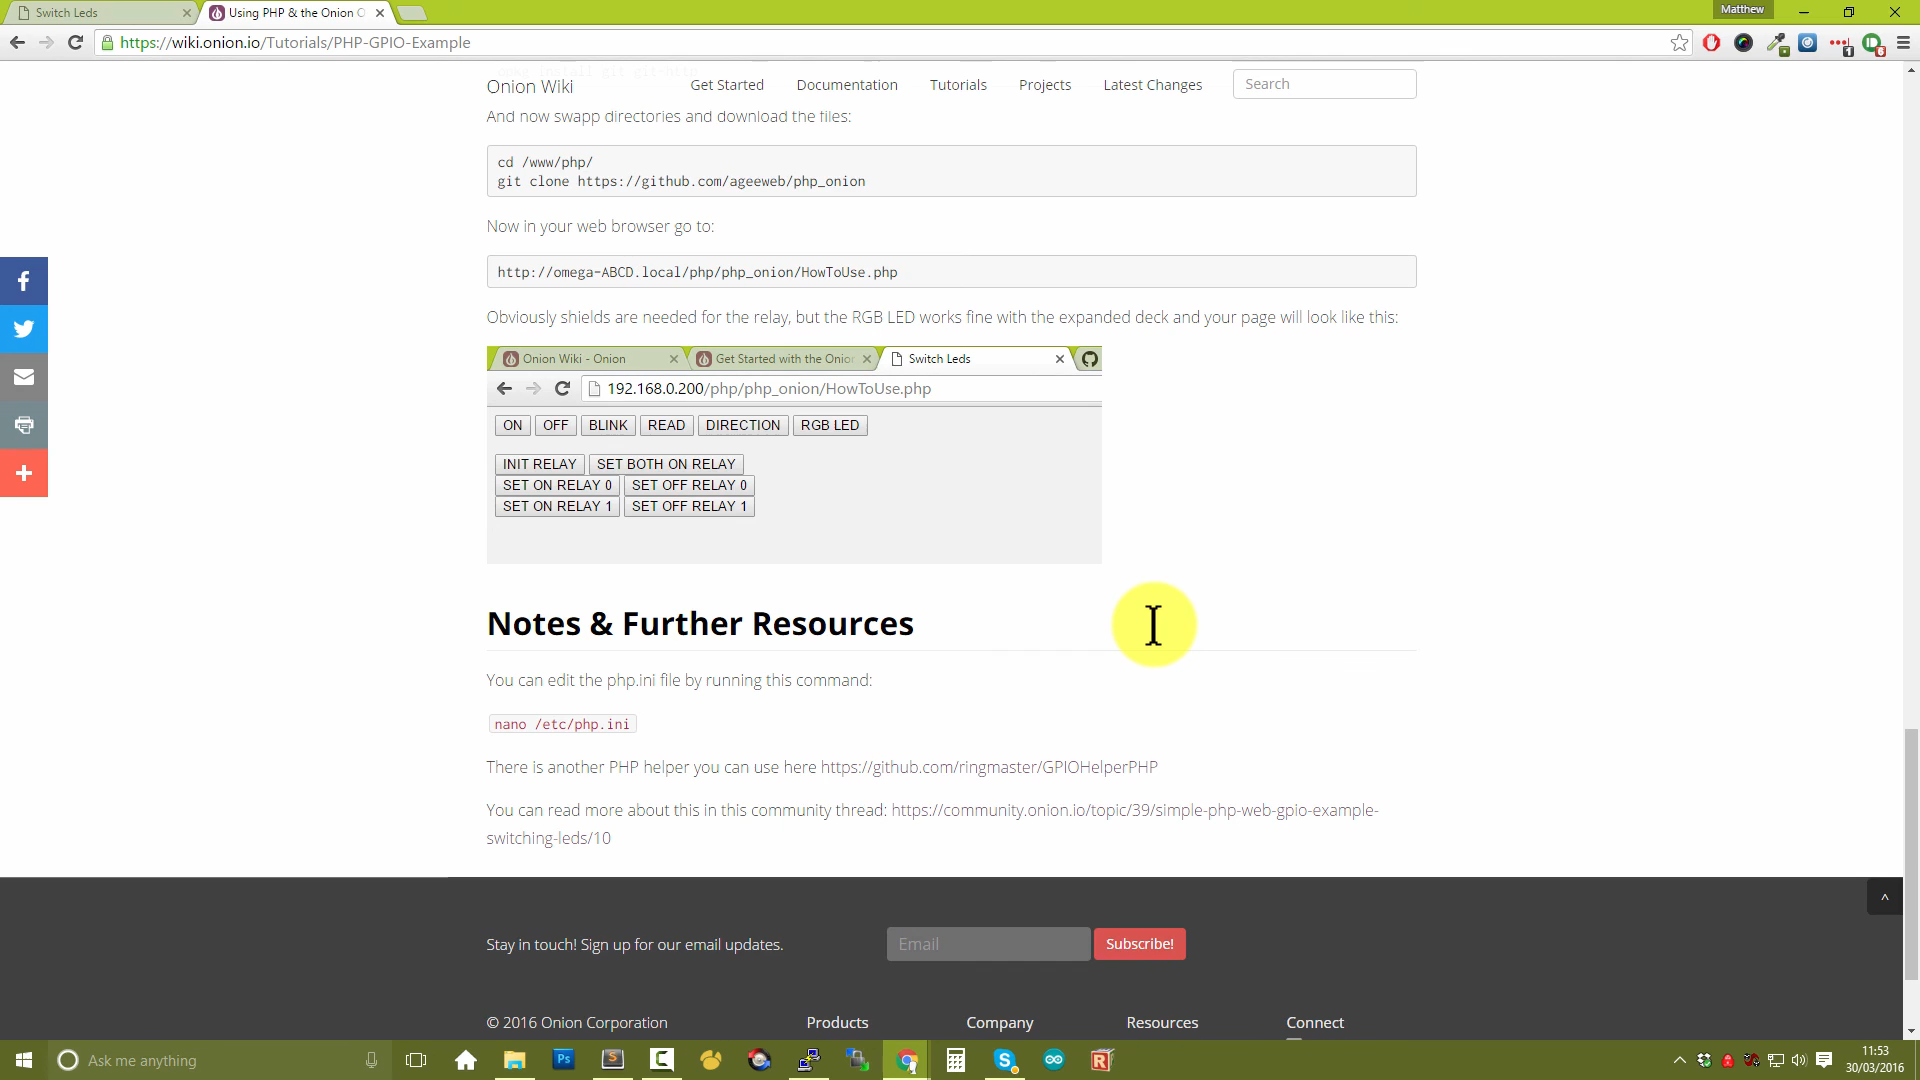 Switch Leds
Using PHP & the Onion O
Matthew
https://wiki.onion.io/Tutorials/PHP-GPIO-Example
Onion Wiki
Get Started
Documentation
Tutorials
Projects
Latest Changes
Search
And now swapp directories and download the files:
cd /www/php/
git clone https://github.com/ageeweb/php_onion
Now in your web browser go to:
http://omega-ABCD.local/php/php_onion/HowToUse.php
Obviously shields are needed for the relay, but the RGB LED works fine with the expanded deck and your page will look like this:
Onion Wiki - Onion
Get Started with the Onion
Switch Leds
192.168.0.200/php/php_onion/HowToUse.php
ON OFF BLINK READ DIRECTION RGB LED
INIT RELAY SET BOTH ON RELAY
SET ON RELAY 0 SET OFF RELAY 0
SET ON RELAY 1 SET OFF RELAY 1
Notes & Further Resources
You can edit the php.ini file by running this command:
nano /etc/php.ini
There is another PHP helper you can use here https://github.com/ringmaster/GPIOHelperPHP
You can read more about this in this community thread: https://community.onion.io/topic/39/simple-php-web-gpio-example-
switching-leds/10
Stay in touch! Sign up for our email updates.
Email
Subscribe!
© 2016 Onion Corporation
Products
Company
Resources
Connect
Ask me anything
11:53
30/03/2016